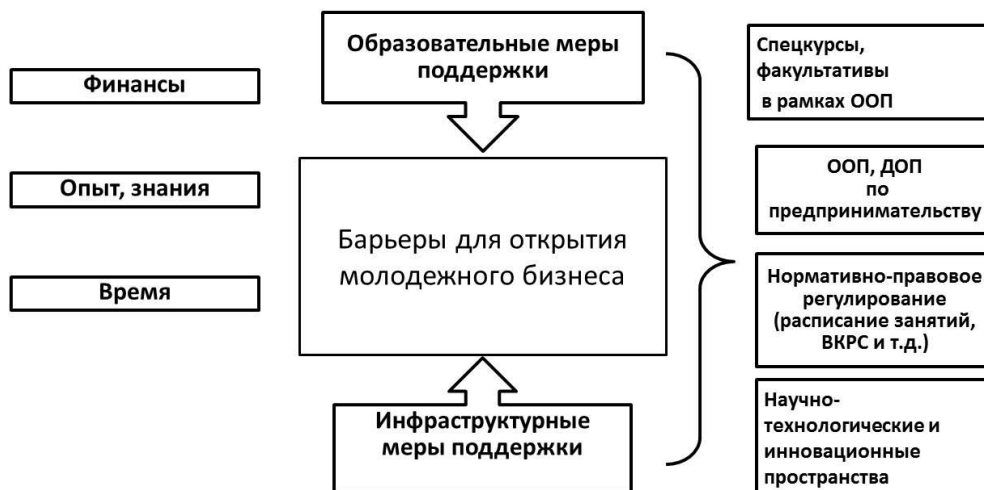 Финансы
Опыт, знания
Время
Образовательные меры
поддержки
Барьеры для открытия
молодежного бизнеса
Инфраструктурные
меры поддержки
Спецкурсы,
факультативы
в рамках ООП
ООП, ДОП
по
предпринимательству
Нормативно-правовое
регулирование
(расписание занятий,
ВКРС и т.д.)
Научно-
технологические и
инновационные
пространства